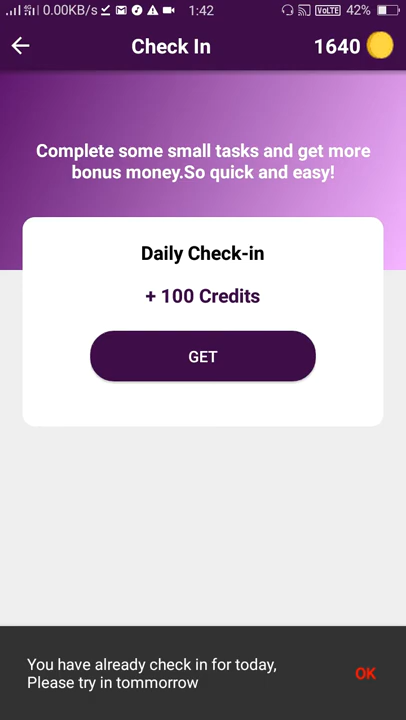 0.00KB/s 1:42 VOLTE 42%
Check In 1640
Complete some small tasks and get more
bonus money.So quick and easy!
Daily Check-in
+ 100 Credits
GET
You have already check in for today,
Please try in tommorrow
OK